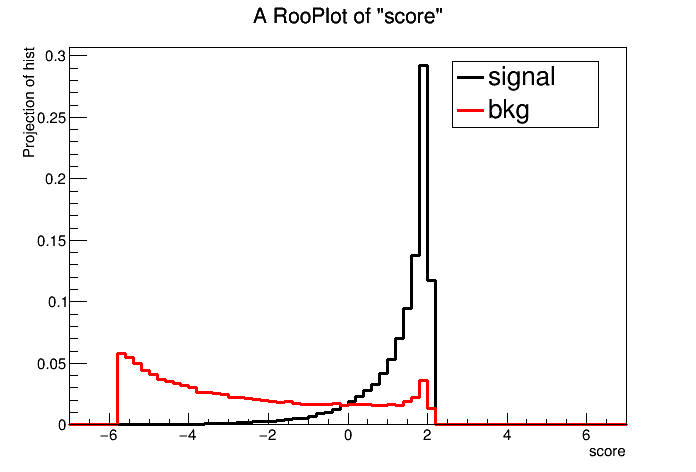 A RooPlot of "score"
Projection of hist
0.3
0.25
0.2
0.15
0.1
0.05
0
signal
bkg
−6 −4 −2 0 2 4 6
score